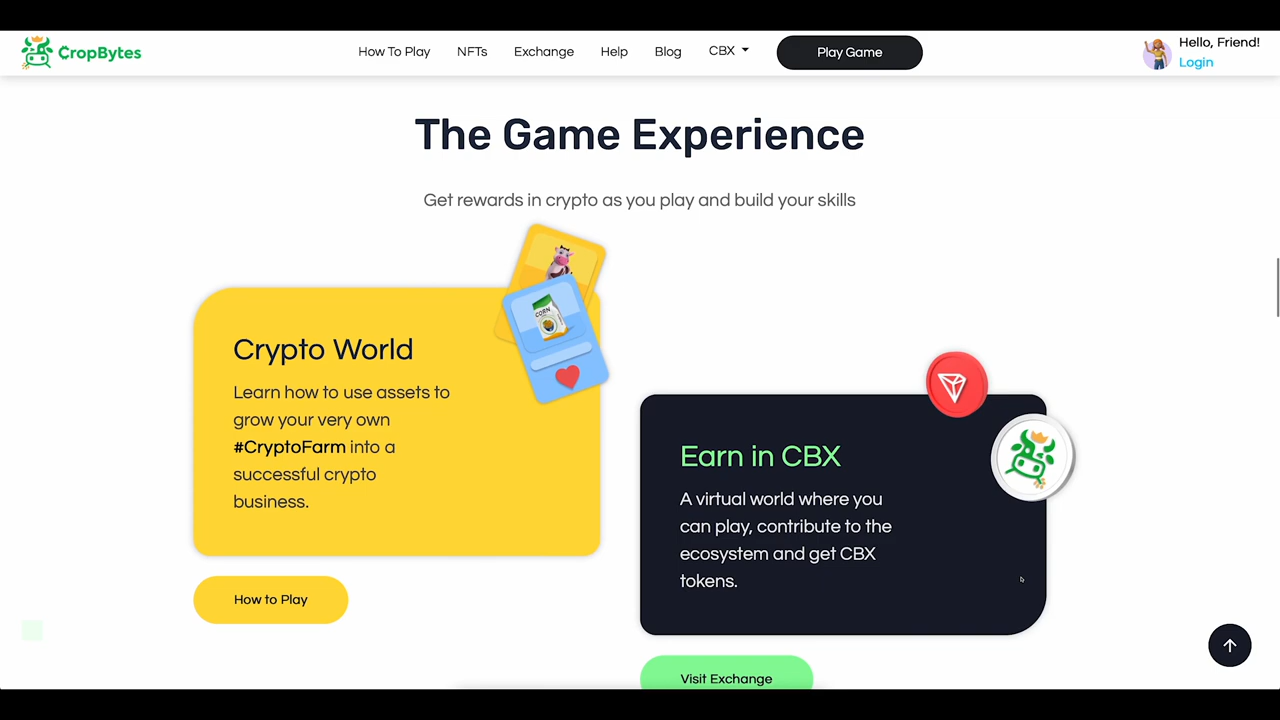 CropBytes
How To Play
NFTs
Exchange
Help
Blog
CBX
Play Game
Hello, Friend!
Login
The Game Experience
Get rewards in crypto as you play and build your skills
CORN
Crypto World
Learn how to use assets to
grow your very own
#CryptoFarm into a
successful crypto
business.
How to Play
Earn in CBX
A virtual world where you
can play, contribute to the
ecosystem and get CBX
tokens.
Visit Exchange